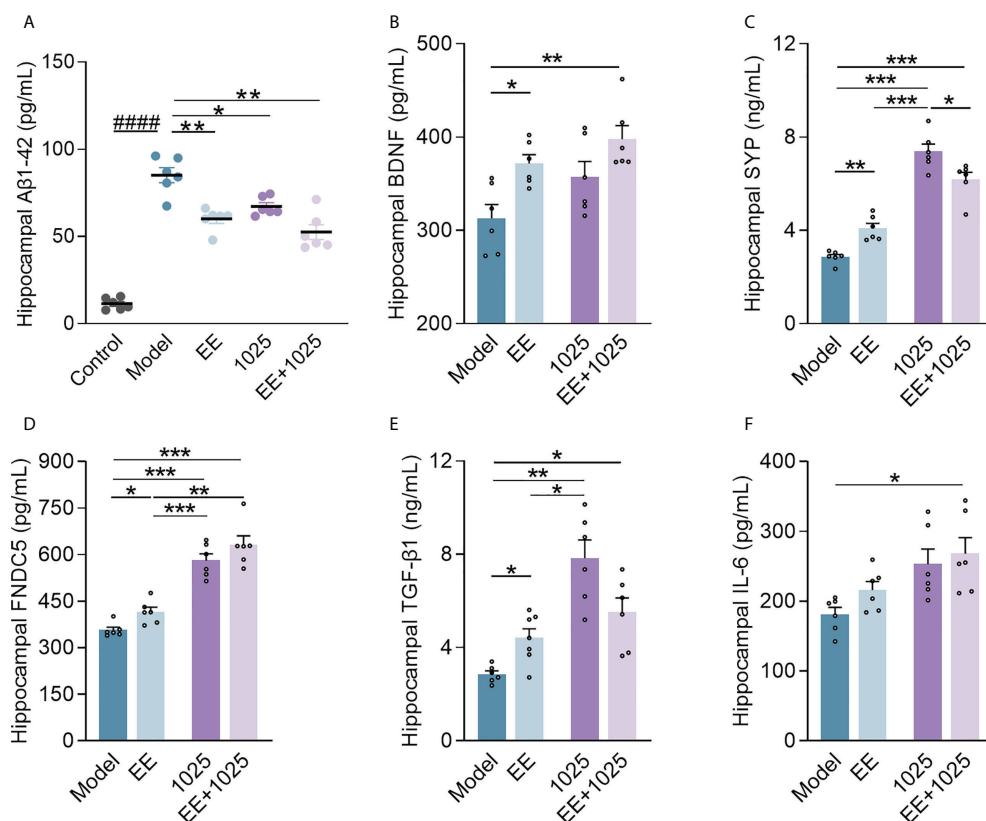 A
Hippocampal Aβ1-42 (pg/mL)
150
100
50
0
####
**
*
**
Control
Model
EE
1025
EE+1025
B
Hippocampal BDNF (pg/mL)
500
400
300
200
**
*
Model
EE
1025
EE+1025
C
Hippocampal SYP (ng/mL)
12
8
4
0
***
***
***
*
**
Model
EE
1025
EE+1025
D
Hippocampal FNDC5 (pg/mL)
900
750
600
450
300
150
0
***
***
*
**
***
Model
EE
1025
EE+1025
E
Hippocampal TGF-β1 (ng/mL)
12
8
4
0
*
**
*
*
Model
EE
1025
EE+1025
F
Hippocampal IL-6 (pg/mL)
400
300
200
100
0
*
Model
EE
1025
EE+1025